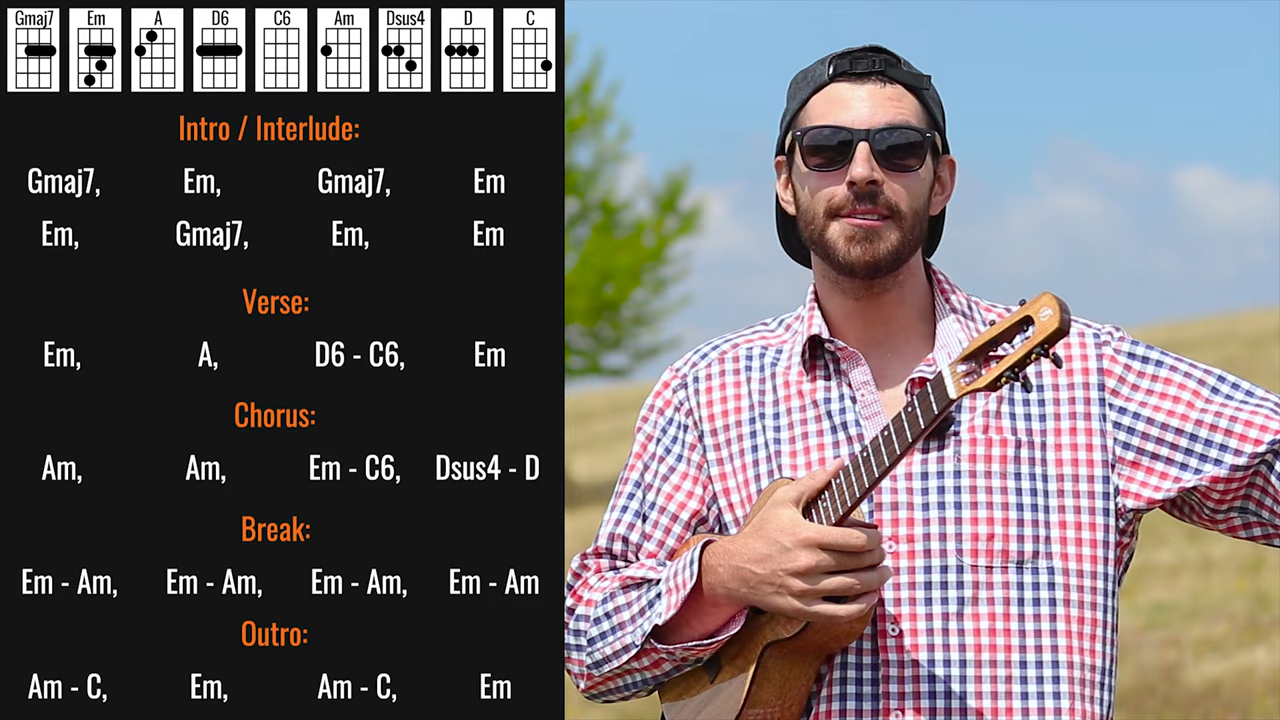 Gmaj7 Em A D6 C6 Am Dsus4 D C
Intro / Interlude:
Gmaj7, Em, Gmaj7, Em
Em, Gmaj7, Em, Em
Verse:
Em, A, D6 - C6, Em
Chorus:
Am, Am, Em - C6, Dsus4 - D
Break:
Em - Am, Em - Am, Em - Am, Em - Am
Outro:
Am - C, Em, Am - C, Em